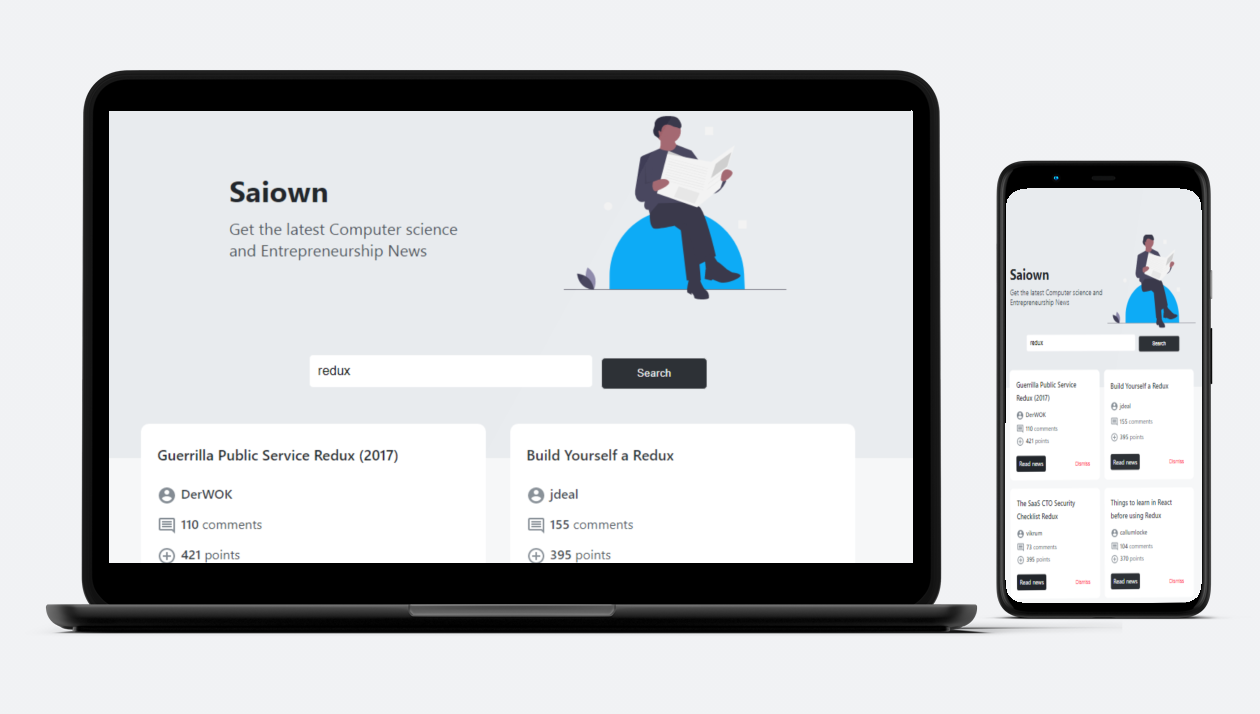 Saiown
Get the latest Computer science
and Entrepreneurship News
redux
Search
Guerrilla Public Service Redux (2017)
DerWOK
110 comments
421 points
Build Yourself a Redux
jdeal
155 comments
395 points
Saiown
Get the latest Computer science and
Entrepreneurship News
redux
Search
Guerrilla Public Service
Redux (2017)
DerWOK
110 comments
421 points
Read news
Dismiss
Build Yourself a Redux
jdeal
155 comments
395 points
Read news
Dismiss
The SaaS CTO Security
Checklist Redux
vikrum
73 comments
395 points
Read news
Dismiss
Things to learn in React
before using Redux
callumlocke
104 comments
370 points
Read news
Dismiss